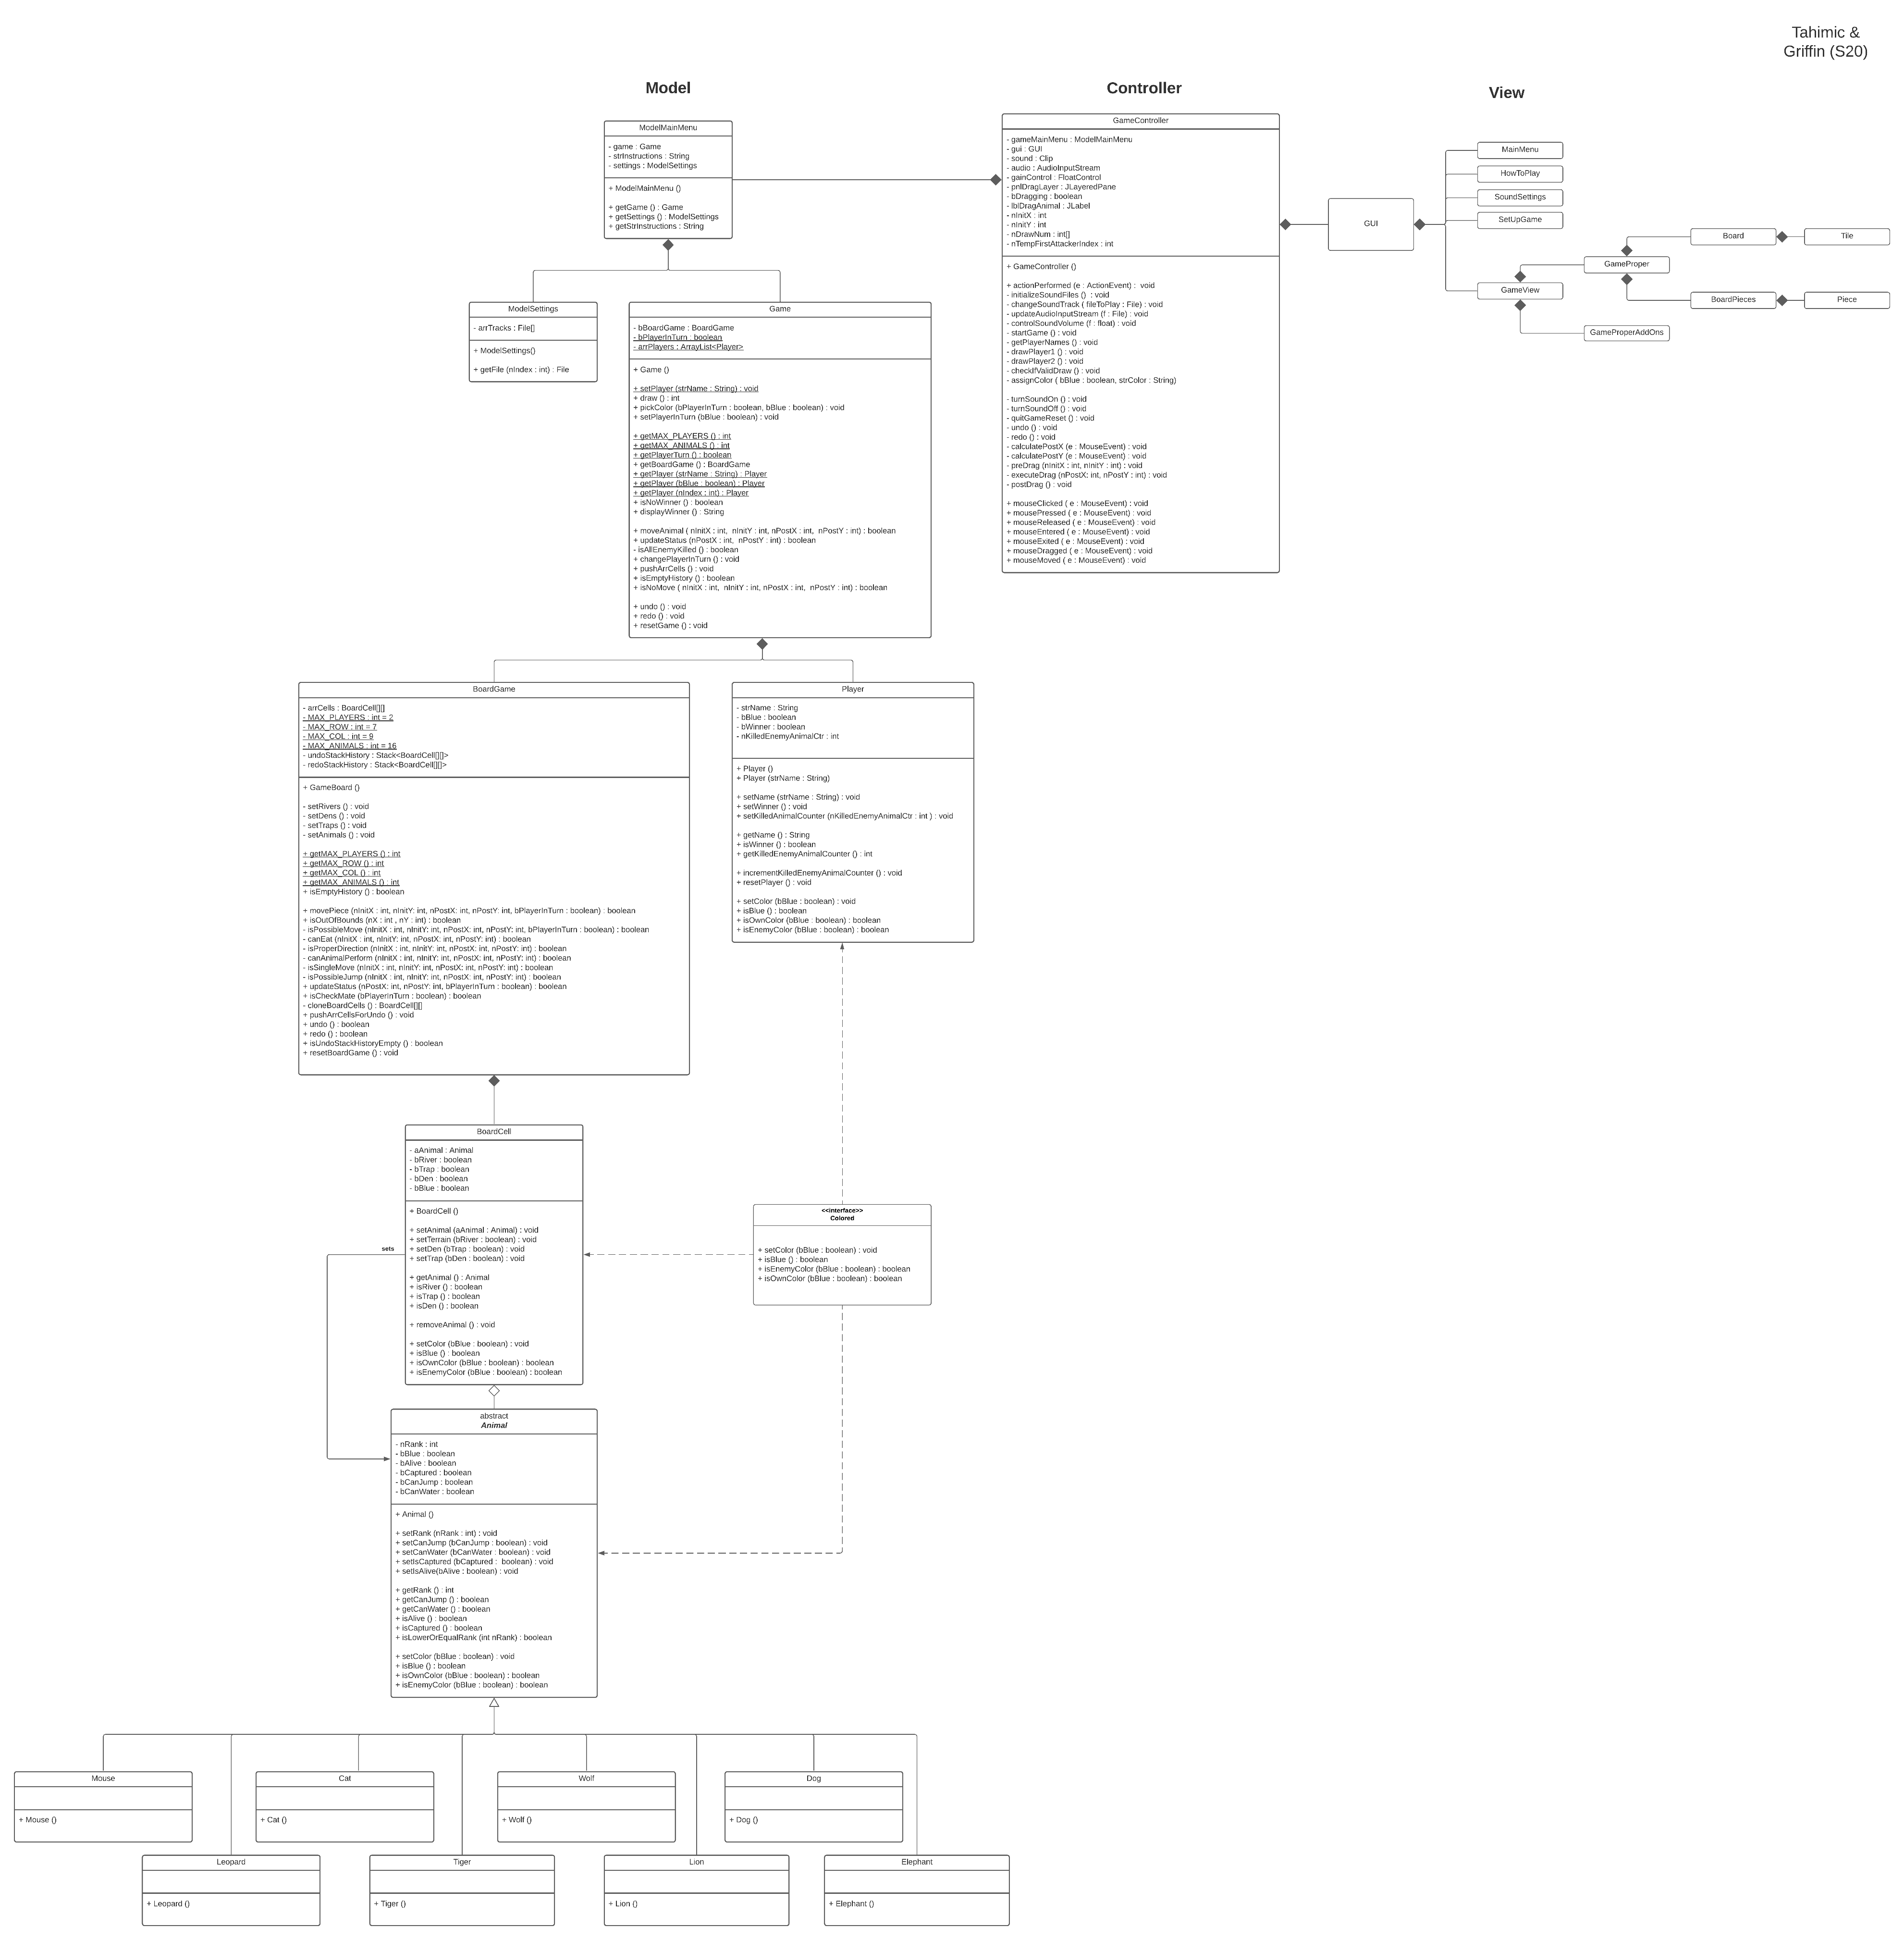 Tahimic &
Griffin (S20)
Model
Controller
View
ModelMainMenu
- game : Game
- strInstructions : String
- settings : ModelSettings
+ ModelMainMenu ()
+ getGame () : Game
+ getSettings () : ModelSettings
+ getStrInstructions : String
ModelSettings
- arrTracks : File[]
+ ModelSettings()
+ getFile (nIndex : int) : File
Game
- bBoardGame : BoardGame
- bPlayerInTurn : boolean
- arrPlayers : ArrayList<Player>
+ Game ()
+ setPlayer (strName : String) : void
+ draw () : int
+ pickColor (bPlayerInTurn : boolean, bBlue : boolean) : void
+ setPlayerInTurn (bBlue : boolean) : void
+ getMAX_PLAYERS () : int
+ getMAX_ANIMALS () : int
+ getPlayerTurn () : boolean
+ getBoardGame () : BoardGame
+ getPlayer (strName : String) : Player
+ getPlayer (bBlue : boolean) : Player
+ getPlayer (nIndex : int) : Player
+ isNoWinner () : boolean
+ displayWinner () : String
+ moveAnimal ( nInitX : int, nInitY : int, nPostX : int, nPostY : int) : boolean
+ updateStatus (nPostX : int, nPostY : int) : boolean
- isAllEnemyKilled () : boolean
+ changePlayerInTurn () : void
+ pushArrCells () : void
+ isEmptyHistory () : boolean
+ isNoMove ( nInitX : int, nInitY : int, nPostX : int, nPostY : int) : boolean
+ undo () : void
+ redo () : void
+ resetGame () : void
GameController
- gameMainMenu : ModelMainMenu
- gui : GUI
- sound : Clip
- audio : AudioInputStream
- gainControl : FloatControl
- pnlDragLayer : JLayeredPane
- bDragging : boolean
- lblDragAnimal : JLabel
- nInitX : int
- nInitY : int
- nDrawNum : int[]
- nTempFirstAttackerIndex : int
+ GameController ()
+ actionPerformed (e : ActionEvent) : void
- initializeSoundFiles () : void
- changeSoundTrack ( fileToPlay : File) : void
- updateAudioInputStream (f : File) : void
- controlSoundVolume (f : float) : void
- startGame () : void
- getPlayerNames () : void
- drawPlayer1 () : void
- drawPlayer2 () : void
- checkIfValidDraw () : void
- assignColor ( bBlue : boolean, strColor : String)
- turnSoundOn () : void
- turnSoundOff () : void
- quitGameReset () : void
- undo () : void
- redo () : void
- calculatePostX (e : MouseEvent) : void
- calculatePostY (e : MouseEvent) : void
- preDrag (nInitX : int, nInitY : int) : void
- executeDrag (nPostX: int, nPostY : int) : void
- postDrag () : void
+ mouseClicked ( e : MouseEvent) : void
+ mousePressed ( e : MouseEvent) : void
+ mouseReleased ( e : MouseEvent) : void
+ mouseEntered ( e : MouseEvent) : void
+ mouseExited ( e : MouseEvent) : void
+ mouseDragged ( e : MouseEvent) : void
+ mouseMoved ( e : MouseEvent) : void
GUI
MainMenu
HowToPlay
SoundSettings
SetUpGame
GameView
GameProper
GameProperAddOns
Board
Tile
BoardPieces
Piece
BoardGame
- arrCells : BoardCell[][]
- MAX_PLAYERS : int = 2
- MAX_ROW : int = 7
- MAX_COL : int = 9
- MAX_ANIMALS : int = 16
- undoStackHistory : Stack<BoardCell[][]>
- redoStackHistory : Stack<BoardCell[][]>
+ GameBoard ()
- setRivers () : void
- setDens () : void
- setTraps () : void
- setAnimals () : void
+ getMAX_PLAYERS () : int
+ getMAX_ROW () : int
+ getMAX_COL () : int
+ getMAX_ANIMALS () : int
+ isEmptyHistory () : boolean
+ movePiece (nInitX : int, nInitY: int, nPostX: int, nPostY: int, bPlayerInTurn : boolean) : boolean
+ isOutOfBounds (nX : int , nY : int) : boolean
- isPossibleMove (nInitX : int, nInitY: int, nPostX: int, nPostY: int, bPlayerInTurn : boolean) : boolean
- canEat (nInitX : int, nInitY: int, nPostX: int, nPostY: int) : boolean
- isProperDirection (nInitX : int, nInitY: int, nPostX: int, nPostY: int) : boolean
- canAnimalPerform (nInitX : int, nInitY: int, nPostX: int, nPostY: int) : boolean
- isSingleMove (nInitX : int, nInitY: int, nPostX: int, nPostY: int) : boolean
- isPossibleJump (nInitX : int, nInitY: int, nPostX: int, nPostY: int) : boolean
+ updateStatus (nPostX: int, nPostY: int, bPlayerInTurn : boolean) : boolean
+ isCheckMate (bPlayerInTurn : boolean) : boolean
- cloneBoardCells () : BoardCell[][]
+ pushArrCellsForUndo () : void
+ undo () : boolean
+ redo () : boolean
+ isUndoStackHistoryEmpty () : boolean
+ resetBoardGame () : void
Player
- strName : String
- bBlue : boolean
- bWinner : boolean
- nKilledEnemyAnimalCtr : int
+ Player ()
+ Player (strName : String)
+ setName (strName : String) : void
+ setWinner () : void
+ setKilledAnimalCounter (nKilledEnemyAnimalCtr : int ) : void
+ getName () : String
+ isWinner () : boolean
+ getKilledEnemyAnimalCounter () : int
+ incrementKilledEnemyAnimalCounter () : void
+ resetPlayer () : void
+ setColor (bBlue : boolean) : void
+ isBlue () : boolean
+ isOwnColor (bBlue : boolean) : boolean
+ isEnemyColor (bBlue : boolean) : boolean
BoardCell
- aAnimal : Animal
- bRiver : boolean
- bTrap : boolean
- bDen : boolean
- bBlue : boolean
+ BoardCell ()
+ setAnimal (aAnimal : Animal) : void
+ setTerrain (bRiver : boolean) : void
+ setDen (bTrap : boolean) : void
+ setTrap (bDen : boolean) : void
+ getAnimal () : Animal
+ isRiver () : boolean
+ isTrap () : boolean
+ isDen () : boolean
+ removeAnimal () : void
+ setColor (bBlue : boolean) : void
+ isBlue () : boolean
+ isOwnColor (bBlue : boolean) : boolean
+ isEnemyColor (bBlue : boolean) : boolean
sets
<<interface>>
Colored
+ setColor (bBlue : boolean) : void
+ isBlue () : boolean
+ isEnemyColor (bBlue : boolean) : boolean
+ isOwnColor (bBlue : boolean) : boolean
abstract
Animal
- nRank : int
- bBlue : boolean
- bAlive : boolean
- bCaptured : boolean
- bCanJump : boolean
- bCanWater : boolean
+ Animal ()
+ setRank (nRank : int) : void
+ setCanJump (bCanJump : boolean) : void
+ setCanWater (bCanWater : boolean) : void
+ setIsCaptured (bCaptured : boolean) : void
+ setIsAlive(bAlive : boolean) : void
+ getRank () : int
+ getCanJump () : boolean
+ getCanWater () : boolean
+ isAlive () : boolean
+ isCaptured () : boolean
+ isLowerOrEqualRank (int nRank) : boolean
+ setColor (bBlue : boolean) : void
+ isBlue () : boolean
+ isOwnColor (bBlue : boolean) : boolean
+ isEnemyColor (bBlue : boolean) : boolean
Mouse
+ Mouse ()
Cat
+ Cat ()
Wolf
+ Wolf ()
Dog
+ Dog ()
Leopard
+ Leopard ()
Tiger
+ Tiger ()
Lion
+ Lion ()
Elephant
+ Elephant ()